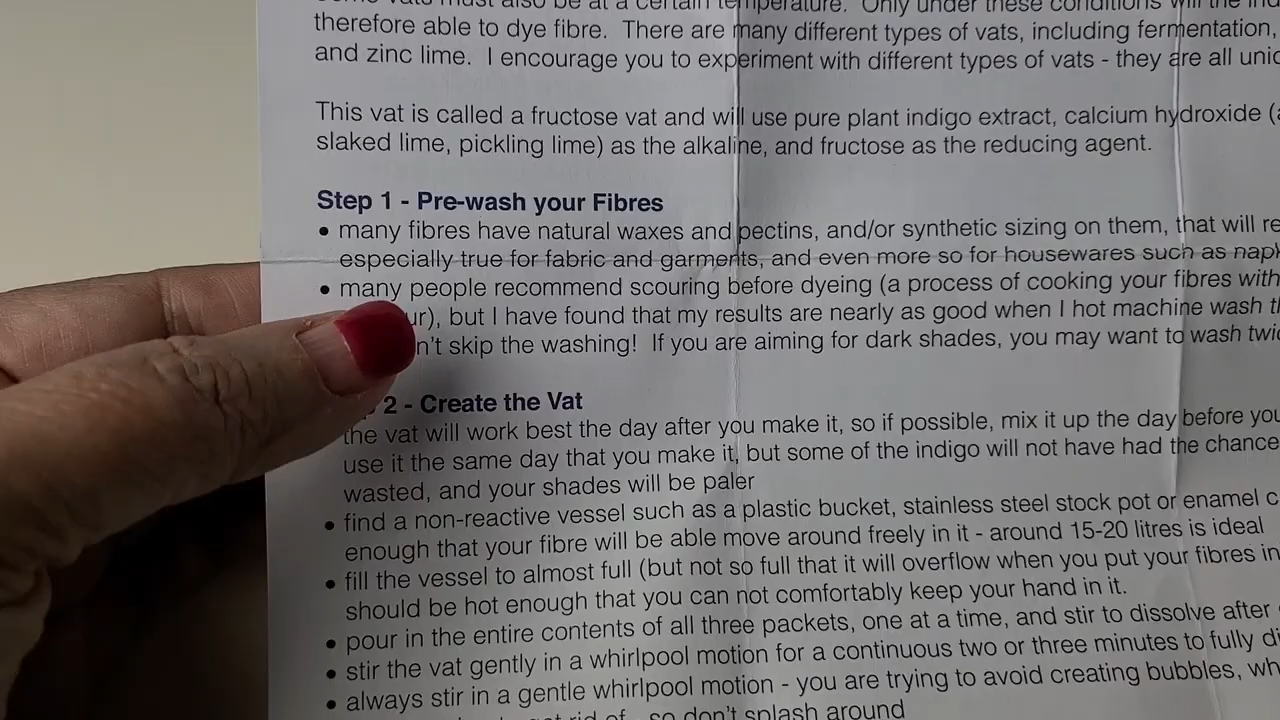 Some vats must also be at a certain temperature. Only under these conditions will the
therefore able to dye fibre. There are many different types of vats, including fermentation,
and zinc lime. I encourage you to experiment with different types of vats - they are all
This vat is called a fructose vat and will use pure plant indigo extract, calcium hydroxide
slaked lime, pickling lime) as the alkaline, and fructose as the reducing agent.
Step 1 - Pre-wash your Fibres
• many fibres have natural waxes and pectins, and/or synthetic sizing on them, that will
especially true for fabric and garments, and even more so for housewares such as
• many people recommend scouring before dyeing (a process of cooking your fibres with
but I have found that my results are nearly as good when I hot machine wash
skip the washing! If you are aiming for dark shades, you may want to wash
2 - Create the Vat
the vat will work best the day after you make it, so if possible, mix it up the day before
use it the same day that you make it, but some of the indigo will not have had the chance
wasted, and your shades will be paler
• find a non-reactive vessel such as a plastic bucket, stainless steel stock pot or enamel
enough that your fibre will be able move around freely in it - around 15-20 litres is ideal
• fill the vessel to almost full (but not so full that it will overflow when you put your fibres in
should be hot enough that you can not comfortably keep your hand in it.
• pour in the entire contents of all three packets, one at a time, and stir to dissolve after
• stir the vat gently in a whirlpool motion for a continuous two or three minutes to fully
• always stir in a gentle whirlpool motion - you are trying to avoid creating bubbles,
get rid of - so don't splash around